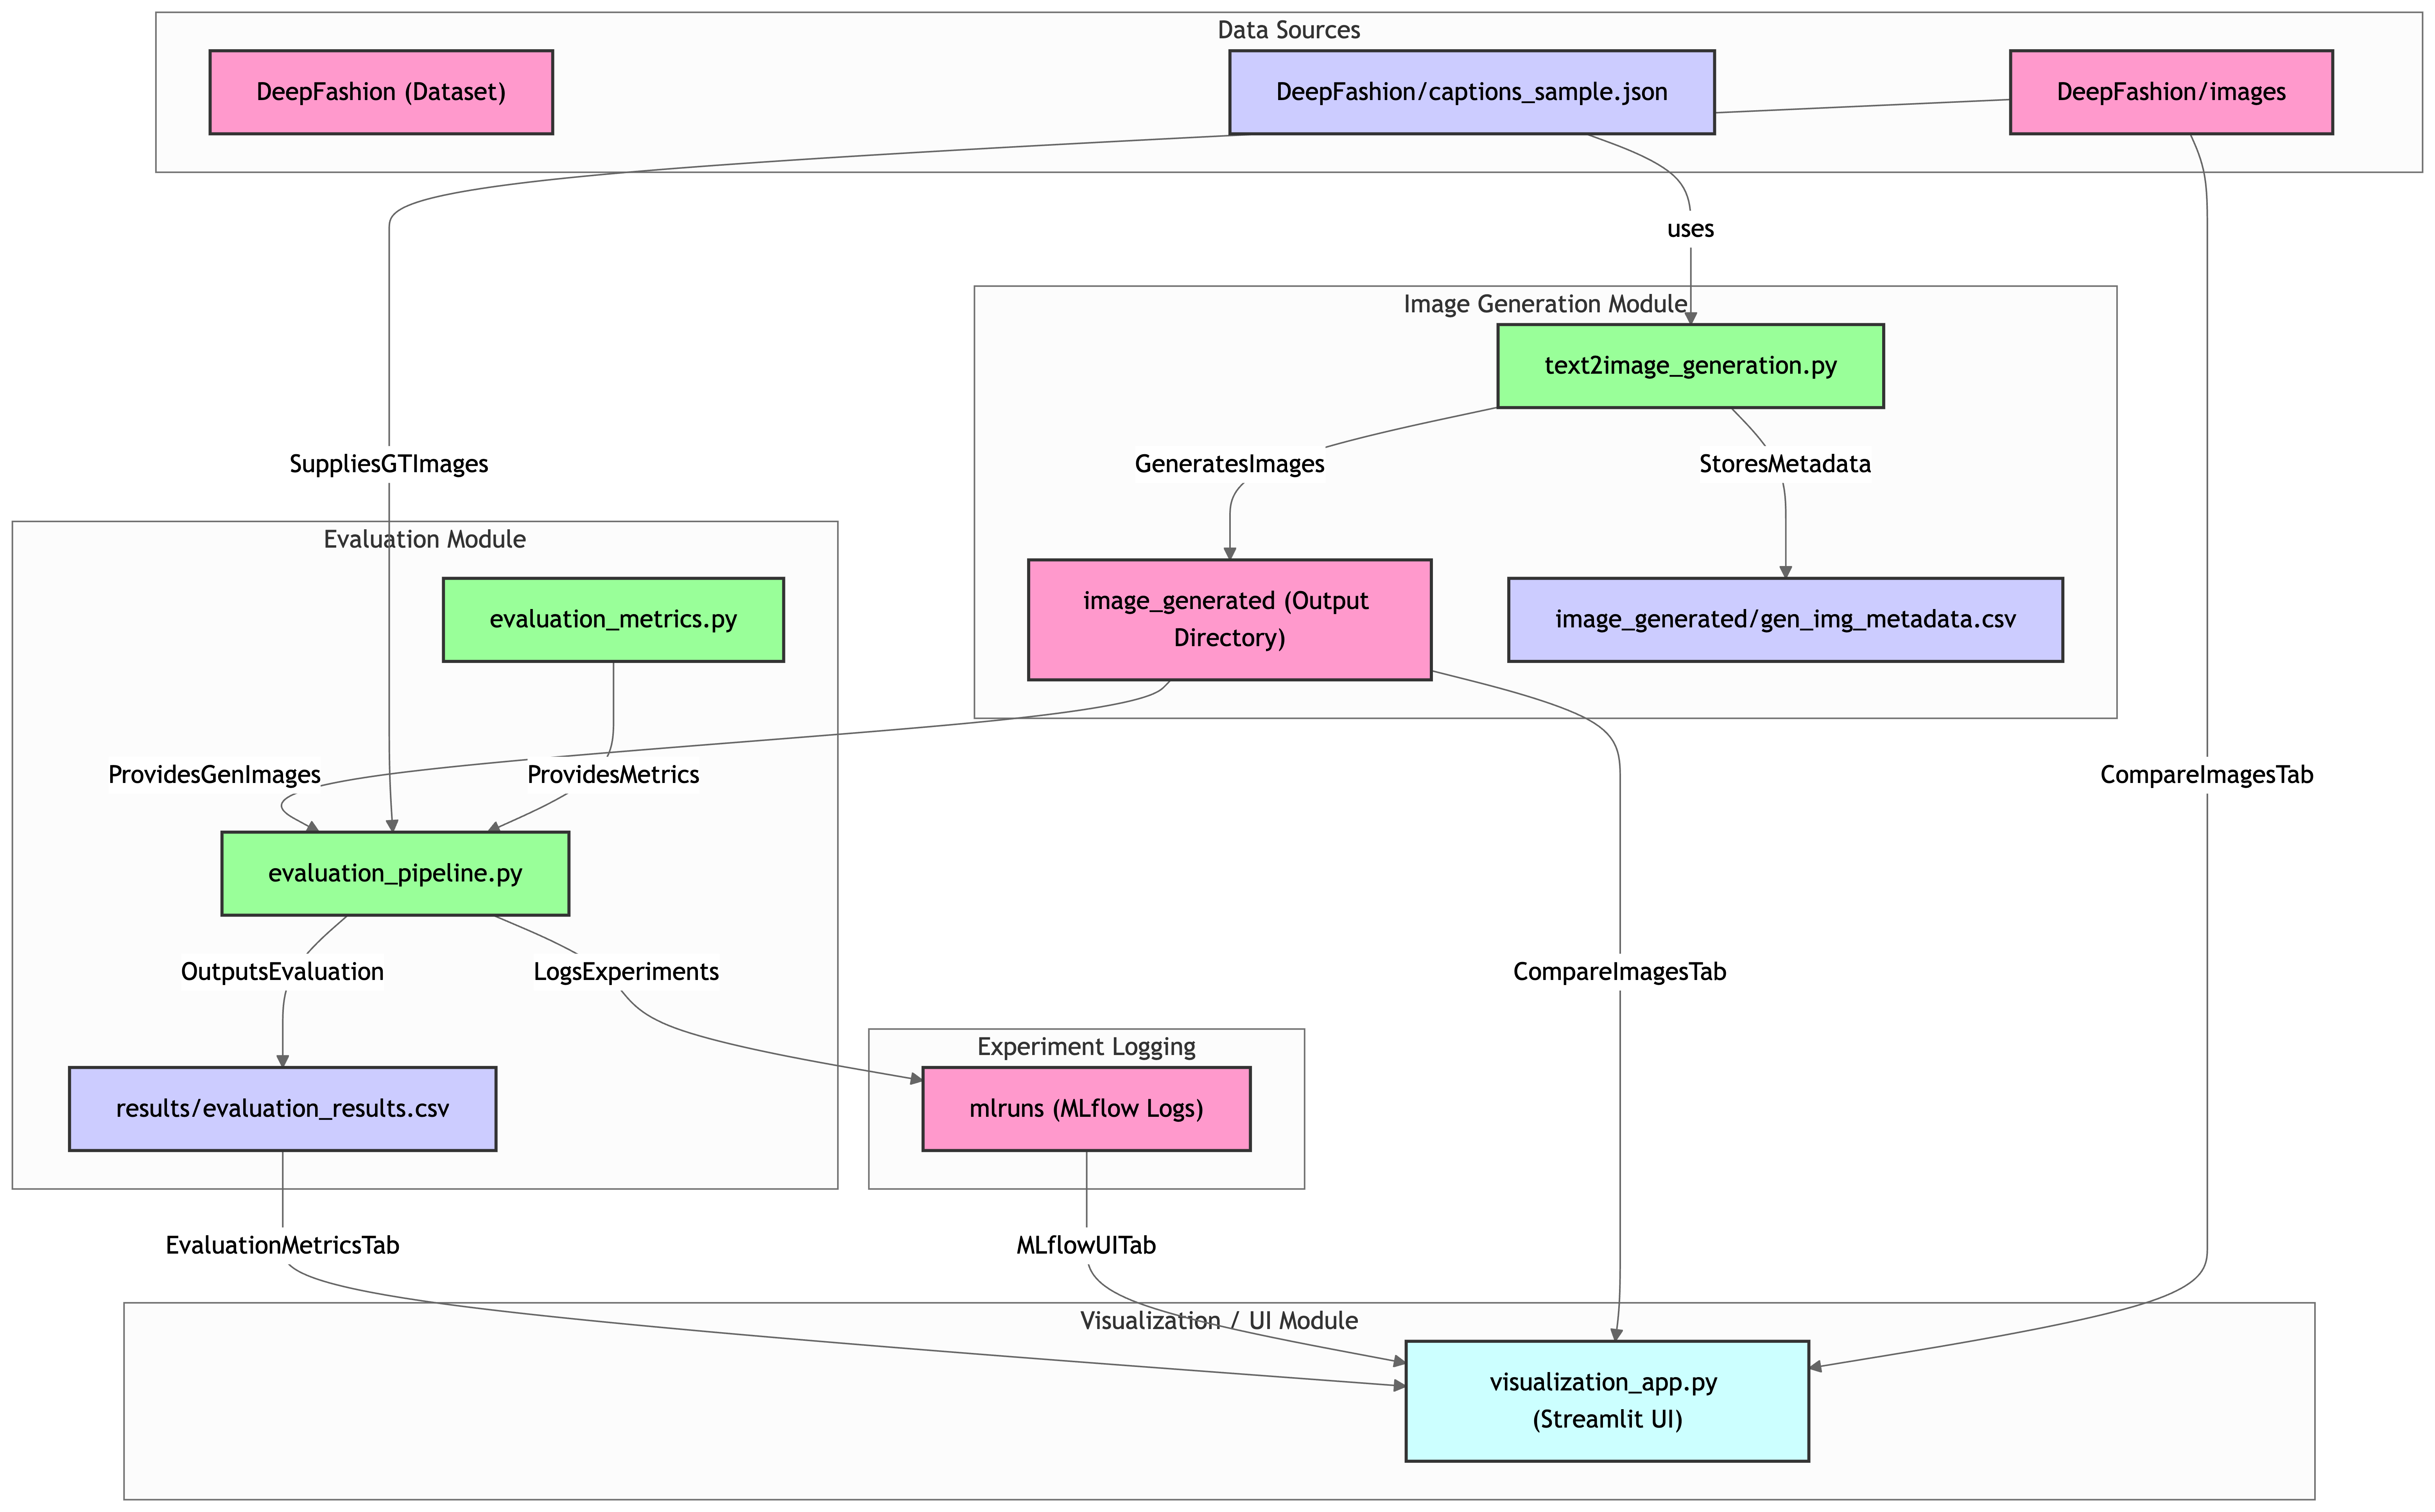 Data Sources
DeepFashion (Dataset)
DeepFashion/captions_sample.json
DeepFashion/images
uses
Image Generation Module
text2image_generation.py
SuppliesGTImages
GeneratesImages
StoresMetadata
Evaluation Module
evaluation_metrics.py
image_generated (Output
Directory)
image_generated/gen_img_metadata.csv
ProvidesGenImages
ProvidesMetrics
CompareImagesTab
evaluation_pipeline.py
OutputsEvaluation
LogsExperiments
CompareImagesTab
Experiment Logging
results/evaluation_results.csv
mlruns (MLflow Logs)
EvaluationMetricsTab
MLflowUITab
Visualization / UI Module
visualization_app.py
(Streamlit UI)